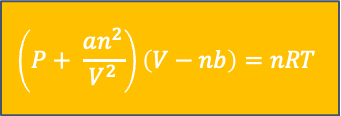 (P + an²/V²) (V − nb) = nRT